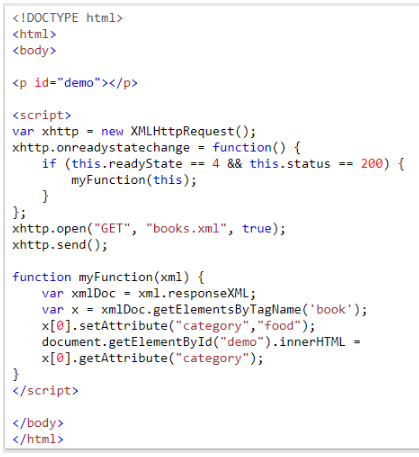 <!DOCTYPE html>
<html>
<body>
<p id="demo"></p>
<script>
var xhttp = new XMLHttpRequest();
xhttp.onreadystatechange = function() {
    if (this.readyState == 4 && this.status == 200) {
        myFunction(this);
    }
};
xhttp.open("GET", "books.xml", true);
xhttp.send();
function myFunction(xml) {
    var xmlDoc = xml.responseXML;
    var x = xmlDoc.getElementsByTagName('book');
    x[0].setAttribute("category","food");
    document.getElementById("demo").innerHTML =
    x[0].getAttribute("category");
}
</script>
</body>
</html>